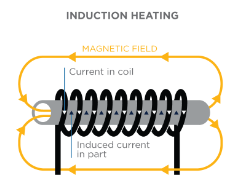 INDUCTION HEATING
MAGNETIC FIELD
Current in coil
Induced current
in part